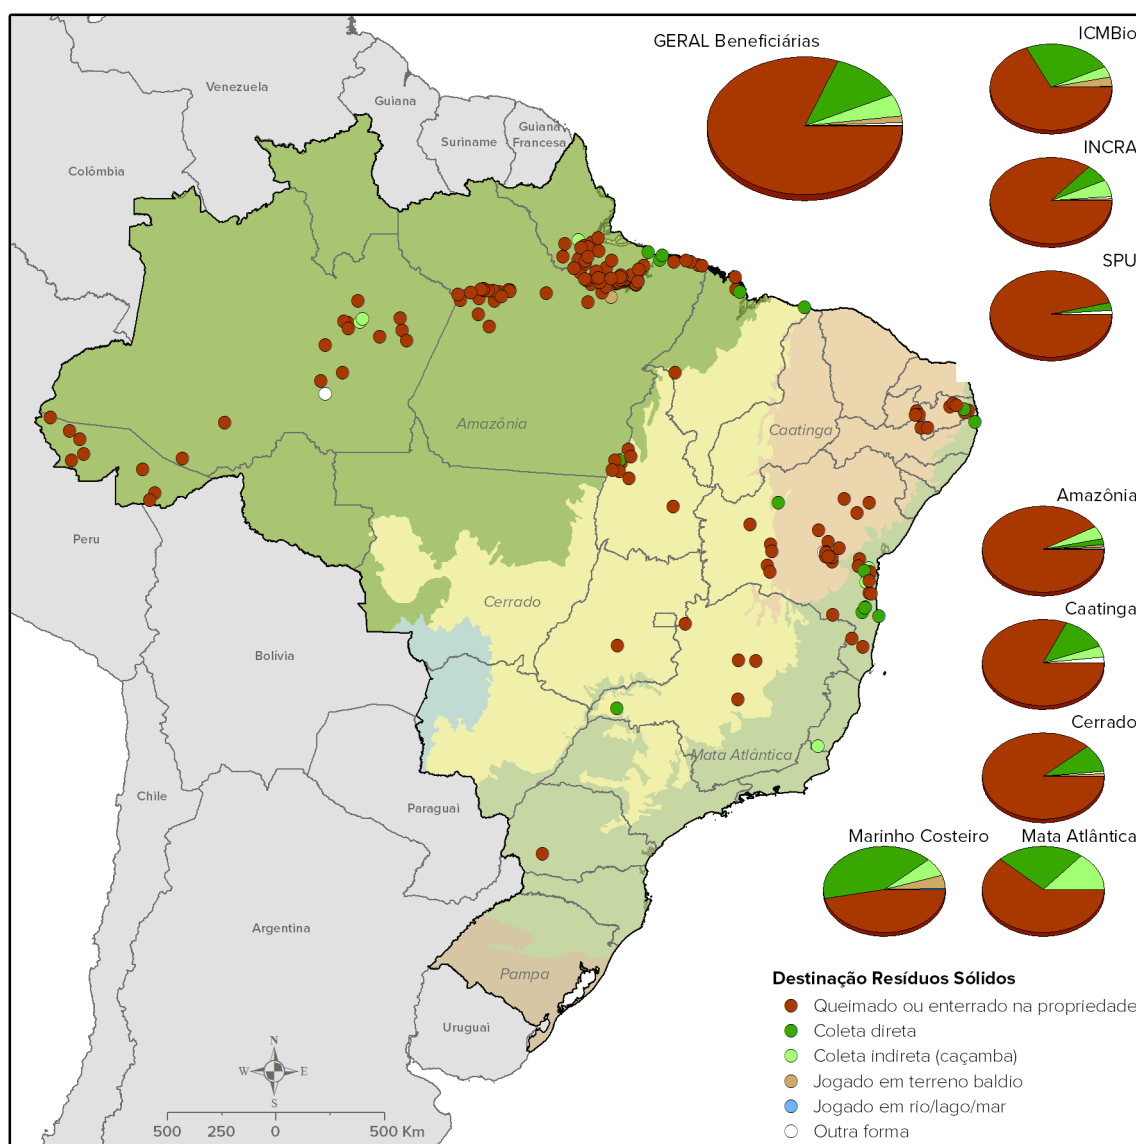 GERAL Beneficiárias
ICMBio
INCRA
SPU
Venezuela
Guiana
Suriname
Guiana
Francesa
Colômbia
Amazônia
Caatinga
Peru
Amazônia
Cerrado
Caatinga
Bolívia
Cerrado
Mata Atlântica
Chile
Paraguai
Marinho Costeiro
Mata Atlântica
Argentina
Pampa
Uruguai
Destinação Resíduos Sólidos
Queimado ou enterrado na propriedade
Coleta direta
Coleta indireta (caçamba)
Jogado em terreno baldio
Jogado em rio/lago/mar
Outra forma
N
W E
S
500 250 0 500 Km